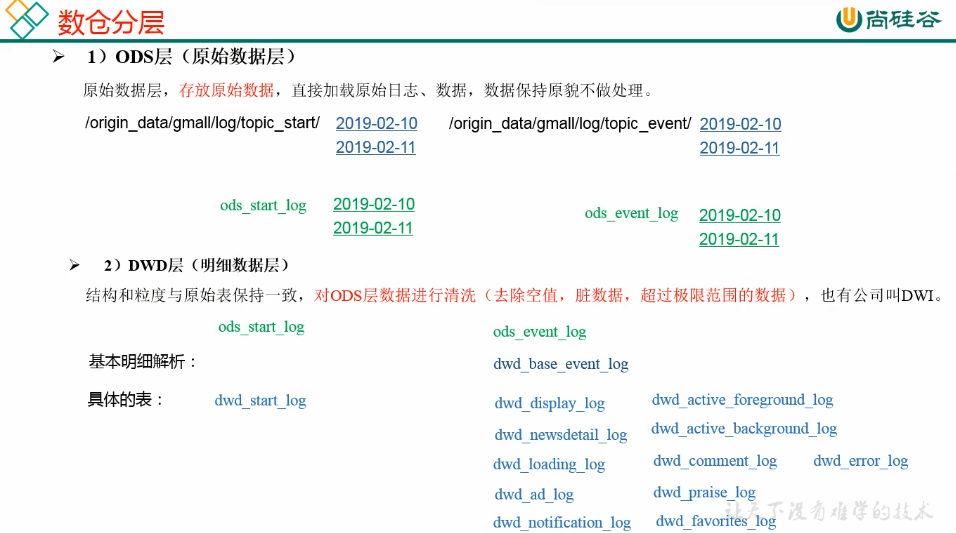 数仓分层
尚硅谷
➢ 1）ODS层（原始数据层）
原始数据层，存放原始数据，直接加载原始日志、数据，数据保持原貌不做处理。
/origin_data/gmall/log/topic_start/ 2019-02-10 /origin_data/gmall/log/topic_event/ 2019-02-10
2019-02-11 2019-02-11
ods_start_log 2019-02-10 ods_event_log 2019-02-10
2019-02-11 2019-02-11
➢ 2）DWD层（明细数据层）
结构和粒度与原始表保持一致，对ODS层数据进行清洗（去除空值，脏数据，超过极限范围的数据），也有公司叫DWI。
ods_start_log ods_event_log
基本明细解析： dwd_base_event_log
具体的表： dwd_start_log dwd_display_log dwd_active_foreground_log
dwd_newsdetail_log dwd_active_background_log
dwd_loading_log dwd_comment_log dwd_error_log
dwd_ad_log dwd_praise_log
让天下没有难学的技术
dwd_notification_log dwd_favorites_log